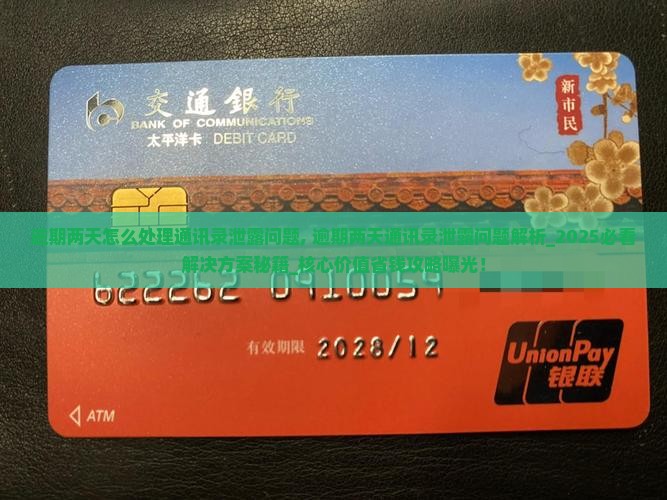 交通銀行
BANK OF COMMUNICATIONS
太平洋卡 DEBIT CARD
新市民
逾期两天怎么处理通讯录泄露问题, 逾期两天通讯录泄露问题解析_2025必看
解决方案秘籍_核心价值省钱攻略曝光！
有效期限 2028/12
UnionPay
银联
ATM